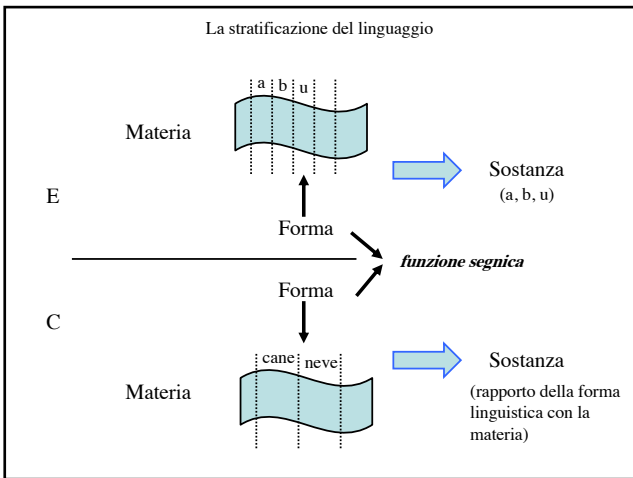 La stratificazione del linguaggio
a b u
Materia
Sostanza
(a, b, u)
E
Forma
funzione segnica
Forma
C
cane neve
Sostanza
Materia
(rapporto della forma
linguistica con la
materia)